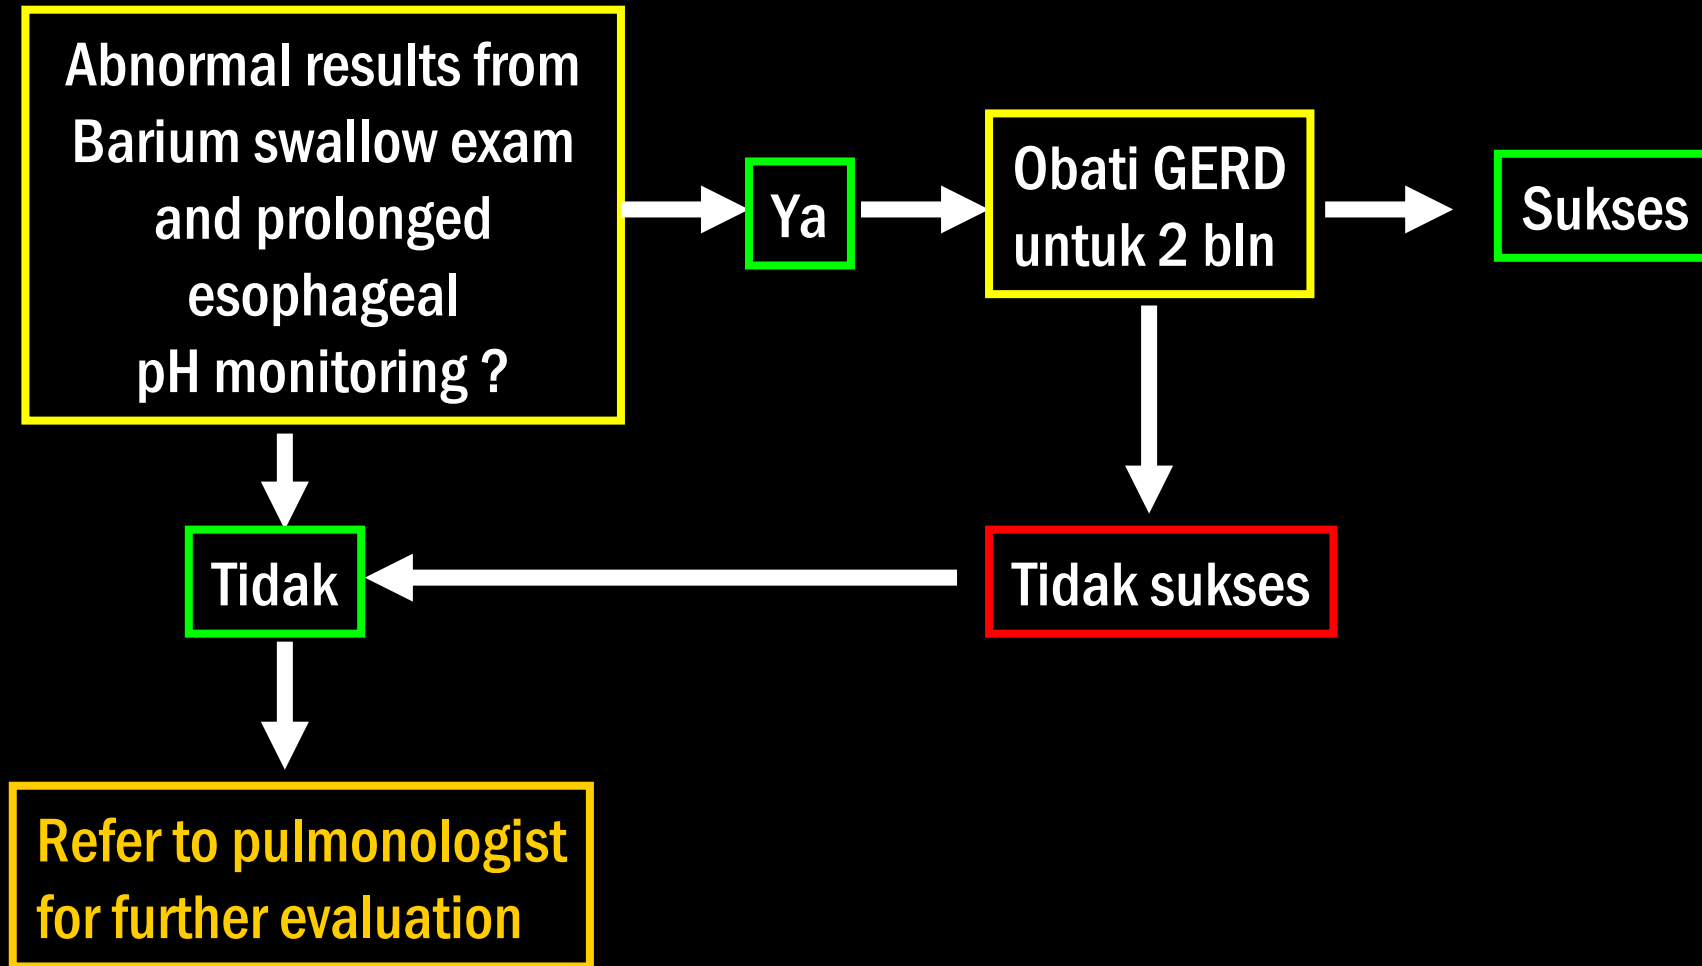 Abnormal results from
Barium swallow exam
and prolonged
esophageal
pH monitoring ?
Ya
Obati GERD
untuk 2 bln
Sukses
Tidak
Tidak sukses
Refer to pulmonologist
for further evaluation